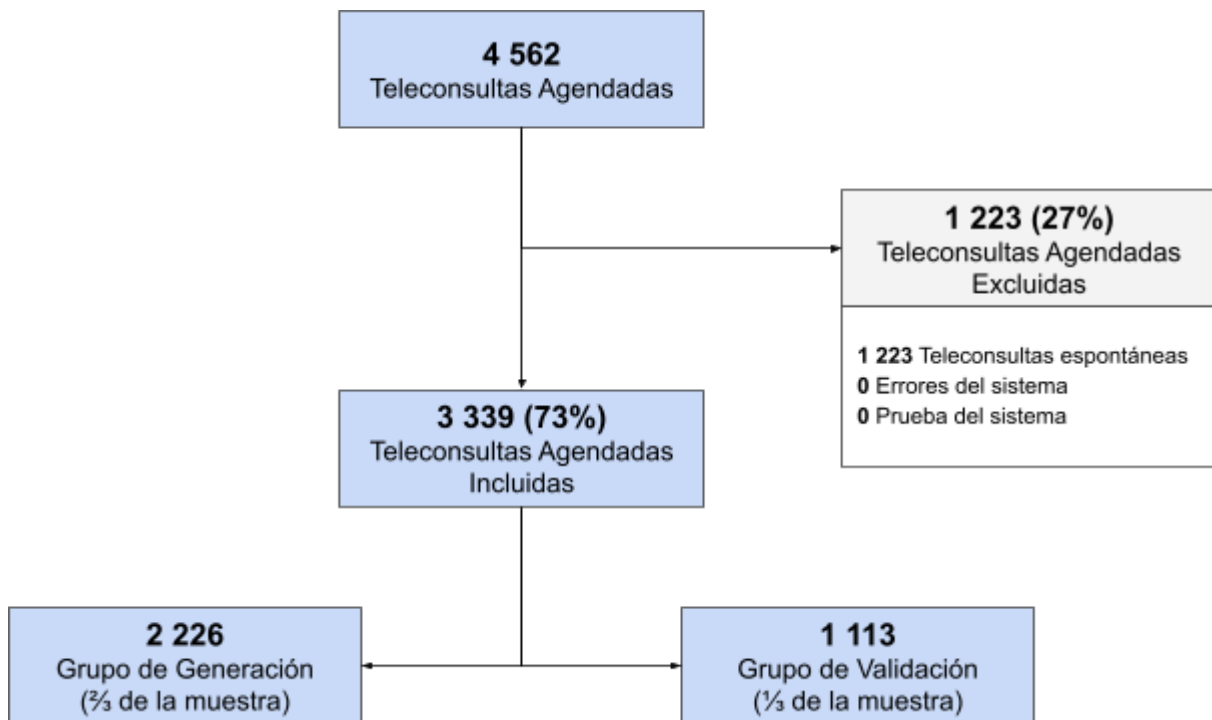 4 562
Teleconsultas Agendadas
1 223 (27%)
Teleconsultas Agendadas
Excluidas
1 223 Teleconsultas espontáneas
0 Errores del sistema
0 Prueba del sistema
3 339 (73%)
Teleconsultas Agendadas
Incluidas
2 226
Grupo de Generación
(⅔ de la muestra)
1 113
Grupo de Validación
(⅓ de la muestra)